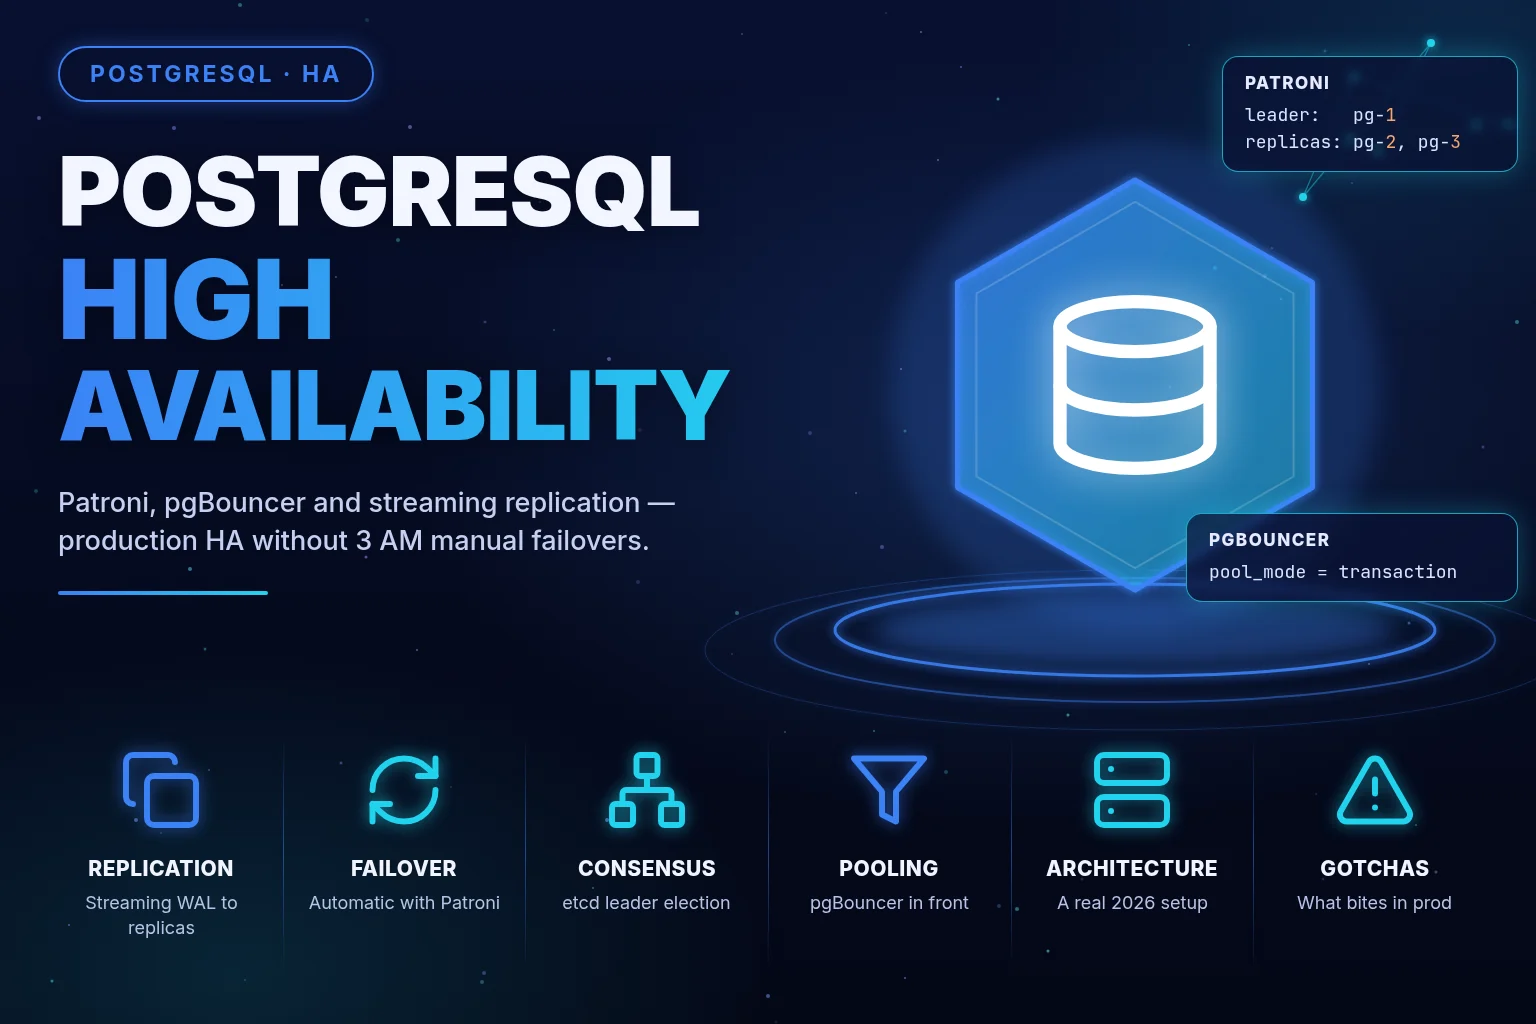 POSTGRESQL · HA
POSTGRESQL
HIGH
AVAILABILITY
Patroni, pgBouncer and streaming replication —
production HA without 3 AM manual failovers.
PATRONI
leader:   pg-1
replicas: pg-2, pg-3
PGBOUNCER
pool_mode = transaction
REPLICATION
Streaming WAL to
replicas
FAILOVER
Automatic with Patroni
CONSENSUS
etcd leader election
POOLING
pgBouncer in front
ARCHITECTURE
A real 2026 setup
GOTCHAS
What bites in prod